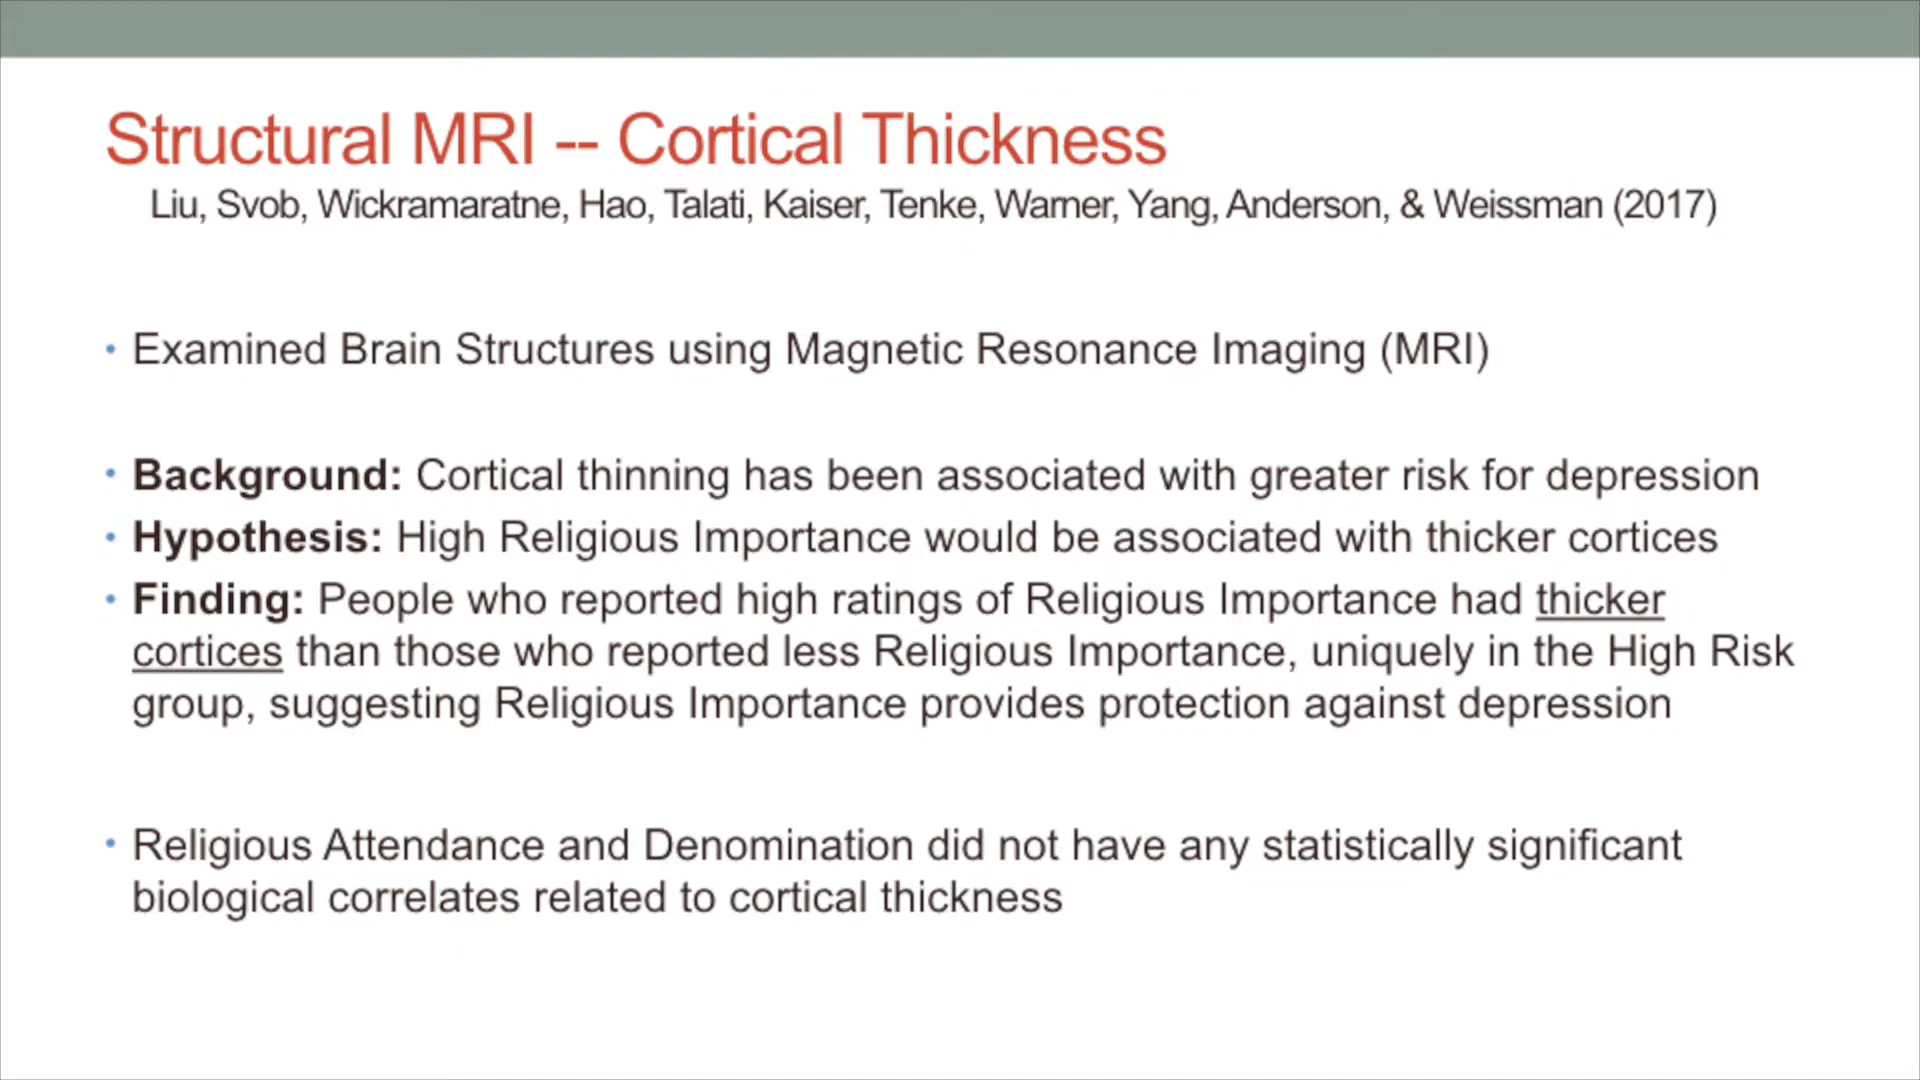 Structural MRI -- Cortical Thickness
Liu, Svob, Wickramaratne, Hao, Talati, Kaiser, Tenke, Warner, Yang, Anderson, & Weissman (2017)
• Examined Brain Structures using Magnetic Resonance Imaging (MRI)
• Background: Cortical thinning has been associated with greater risk for depression
• Hypothesis: High Religious Importance would be associated with thicker cortices
• Finding: People who reported high ratings of Religious Importance had thicker
cortices than those who reported less Religious Importance, uniquely in the High Risk
group, suggesting Religious Importance provides protection against depression
• Religious Attendance and Denomination did not have any statistically significant
biological correlates related to cortical thickness